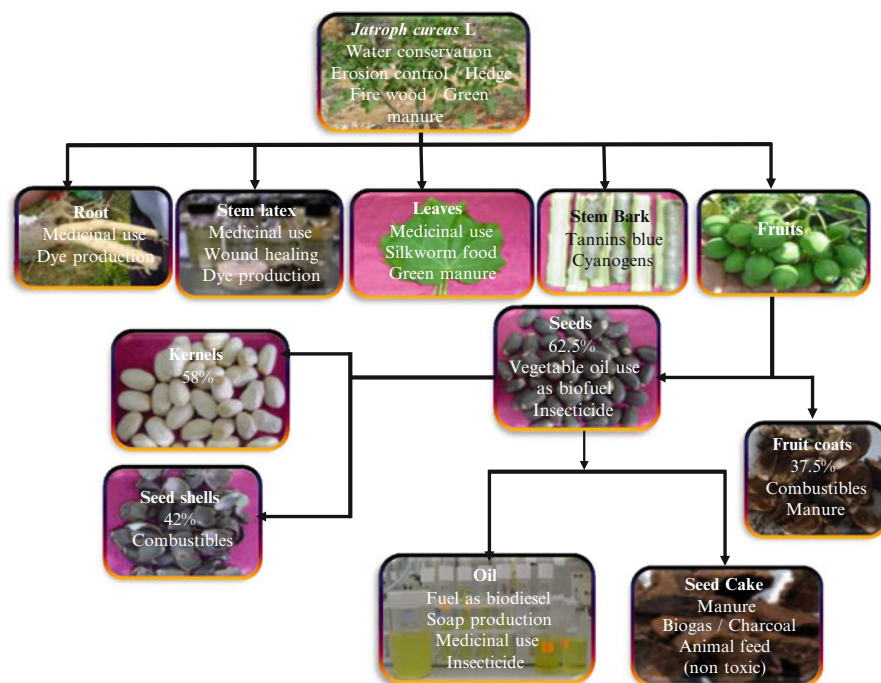 Jatroph curcas L
Water conservation
Erosion control / Hedge
Fire wood / Green
manure
Root
Medicinal use
Dye production
Stem latex
Medicinal use
Wound healing
Dye production
Leaves
Medicinal use
Silkworm food
Green manure
Stem Bark
Tannins blue
Cyanogens
Fruits
Seeds
62.5%
Vegetable oil use
as biofuel
Insecticide
Kernels
58%
Fruit coats
37.5%
Combustibles
Manure
Seed shells
42%
Combustibles
Oil
Fuel as biodiesel
Soap production
Medicinal use
Insecticide
Seed Cake
Manure
Biogas / Charcoal
Animal feed
(non toxic)